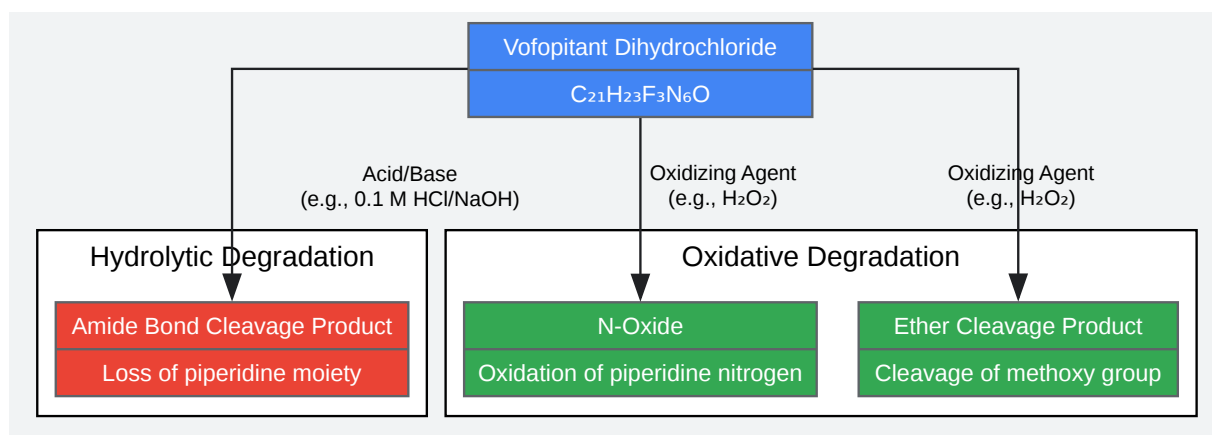 Vofopitant Dihydrochloride
C₂₁H₂₃F₃N₆O
Acid/Base
(e.g., 0.1 M HCl/NaOH)
Oxidizing Agent
(e.g., H₂O₂)
Oxidizing Agent
(e.g., H₂O₂)
Hydrolytic Degradation
Amide Bond Cleavage Product
Loss of piperidine moiety
Oxidative Degradation
N-Oxide
Oxidation of piperidine nitrogen
Ether Cleavage Product
Cleavage of methoxy group